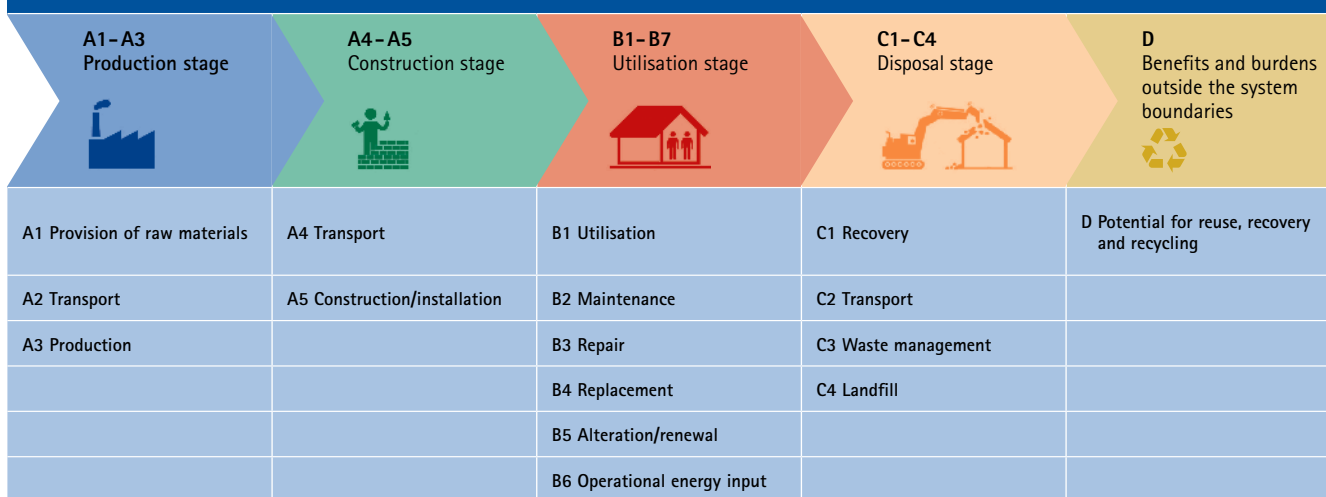 A1–A3
Production stage
A4–A5
Construction stage
B1–B7
Utilisation stage
C1–C4
Disposal stage
D
Benefits and burdens
outside the system
boundaries
A1 Provision of raw materials
A4 Transport
B1 Utilisation
C1 Recovery
D Potential for reuse, recovery
and recycling
A2 Transport
A5 Construction/installation
B2 Maintenance
C2 Transport
A3 Production
B3 Repair
C3 Waste management
B4 Replacement
C4 Landfill
B5 Alteration/renewal
B6 Operational energy input